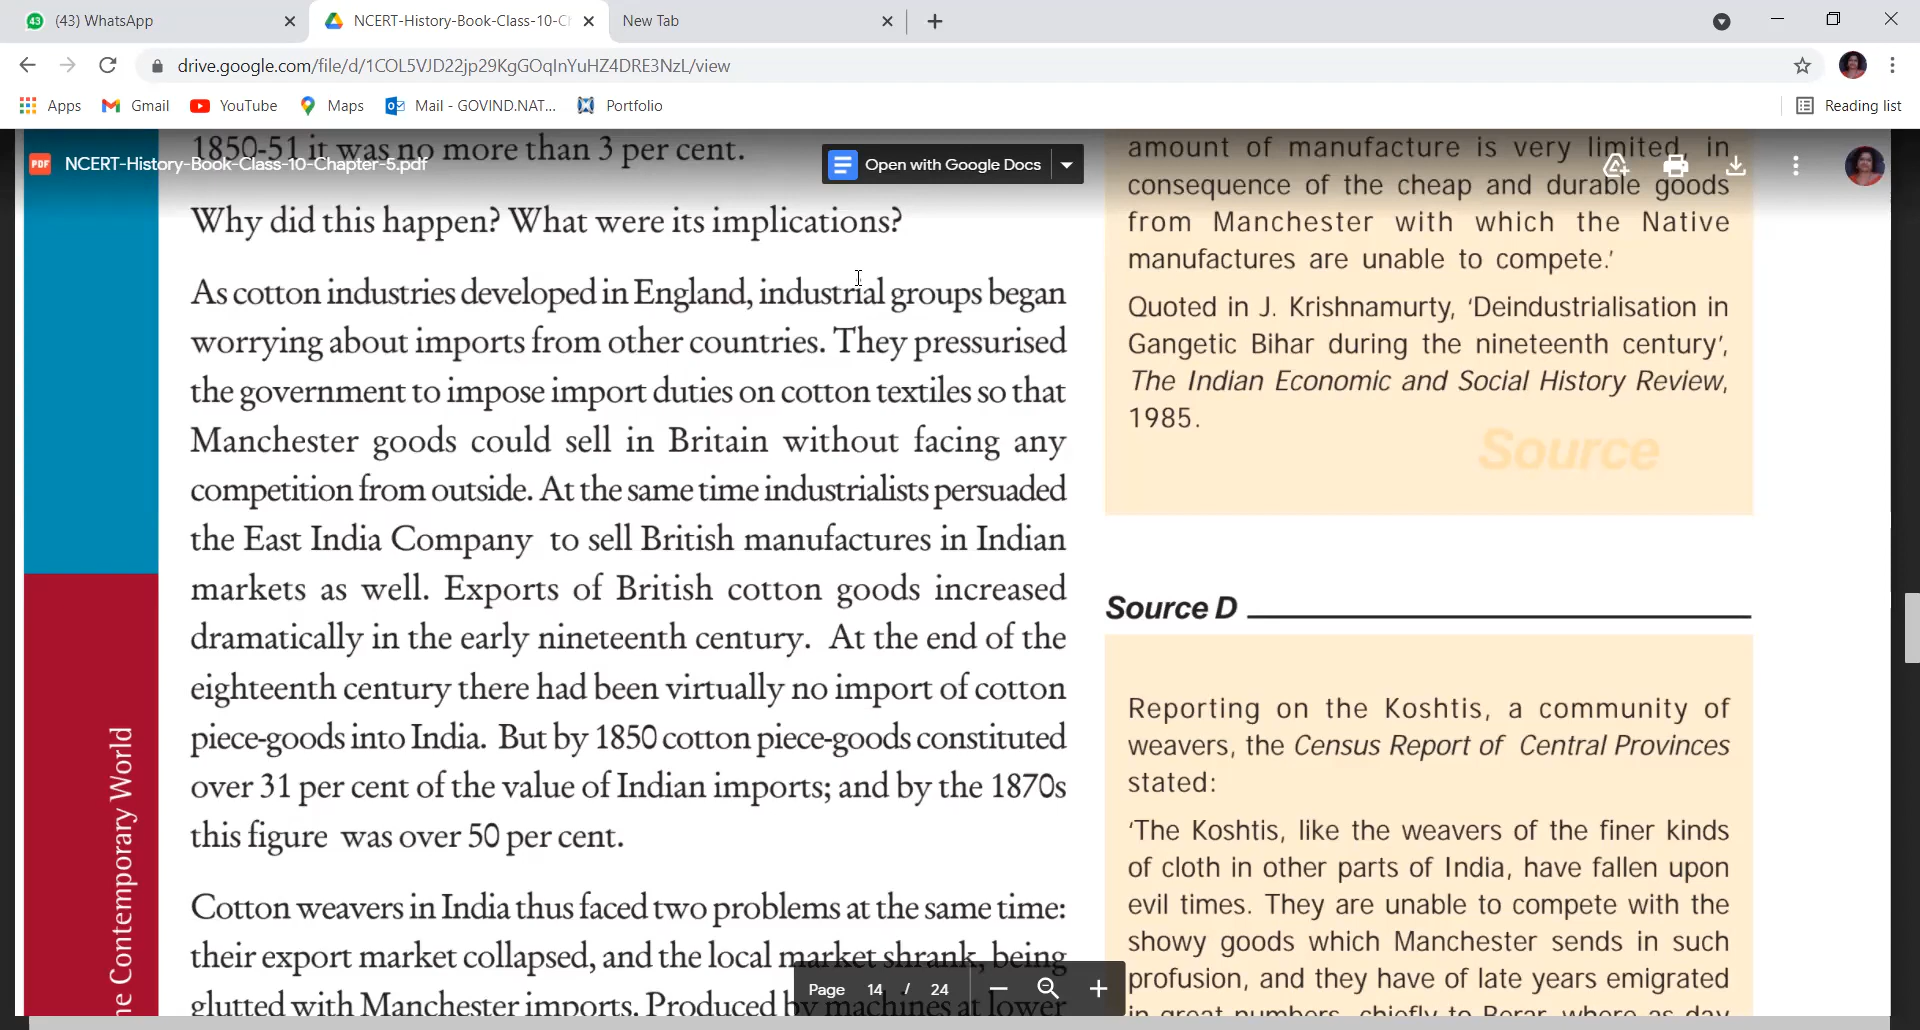 (43) WhatsApp
NCERT-History-Book-Class-10-C
New Tab
drive.google.com/file/d/1COL5VJD22jp29KgGOqInYuHZ4DRE3NzL/view
Apps
Gmail
YouTube
Maps
Mail - GOVIND.NAT...
Portfolio
Reading list
NCERT-History-Book-Class-10-Chapter-5.pdf
Open with Google Docs
1850-51 it was no more than 3 per cent.
Why did this happen? What were its implications?
As cotton industries developed in England, industrial groups began
worrying about imports from other countries. They pressurised
the government to impose import duties on cotton textiles so that
Manchester goods could sell in Britain without facing any
competition from outside. At the same time industrialists persuaded
the East India Company to sell British manufactures in Indian
markets as well. Exports of British cotton goods increased
dramatically in the early nineteenth century. At the end of the
eighteenth century there had been virtually no import of cotton
piece-goods into India. But by 1850 cotton piece-goods constituted
over 31 per cent of the value of Indian imports; and by the 1870s
this figure was over 50 per cent.
Cotton weavers in India thus faced two problems at the same time:
their export market collapsed, and the local market shrank, being
glutted with Manchester imports. Produced by machines at lower
amount of manufacture is very limited, in
consequence of the cheap and durable goods
from Manchester with which the Native
manufactures are unable to compete.'
Quoted in J. Krishnamurty, 'Deindustrialisation in
Gangetic Bihar during the nineteenth century',
The Indian Economic and Social History Review,
1985.
Source
Source D
Reporting on the Koshtis, a community of
weavers, the Census Report of Central Provinces
stated:
'The Koshtis, like the weavers of the finer kinds
of cloth in other parts of India, have fallen upon
evil times. They are unable to compete with the
showy goods which Manchester sends in such
profusion, and they have of late years emigrated
in great numbers, chiefly to Berar, where as day
he Contemporary World
Page 14 / 24